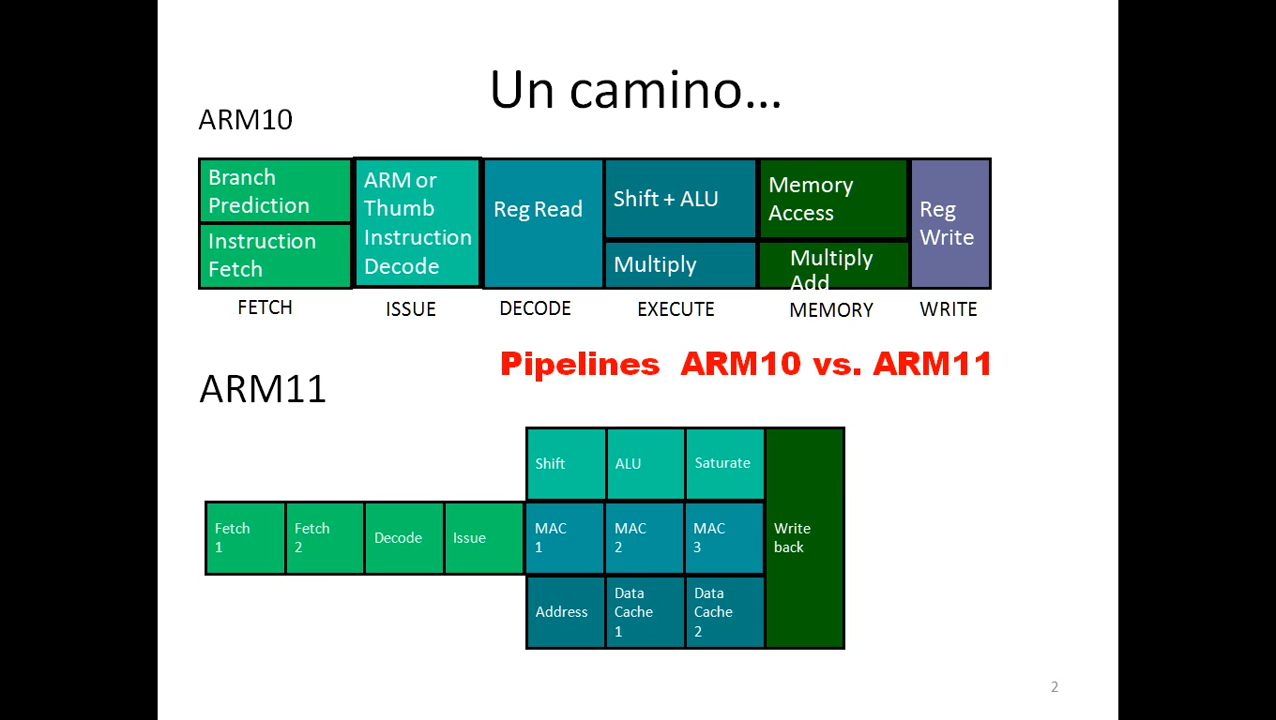 Un camino…
ARM10
Branch
Prediction
Instruction
Fetch
ARM or
Thumb
Instruction
Decode
Reg Read
Shift + ALU
Multiply
Memory
Access
Multiply
Add
Reg
Write
FETCH
ISSUE
DECODE
EXECUTE
MEMORY
WRITE
Pipelines ARM10 vs. ARM11
ARM11
Fetch
1
Fetch
2
Decode
Issue
Shift
ALU
Saturate
MAC
1
MAC
2
MAC
3
Address
Data
Cache
1
Data
Cache
2
Write
back
2